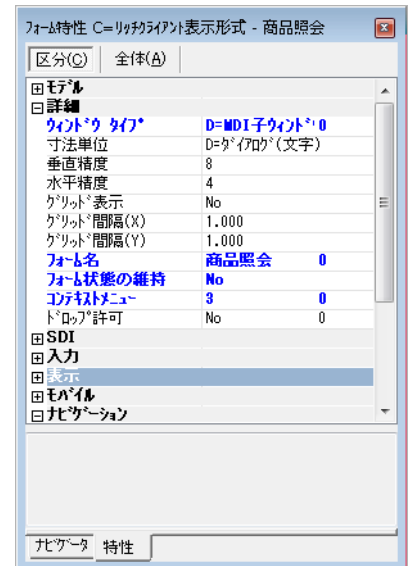 フォーム特性 C=リッチクライアント表示形式 - 商品照会
区分(C) 全体(A)
モデル
詳細
ウィンドウ タイプ D=MDI子ウィンドウ 0
寸法単位 D=ダイアログ(文字)
垂直精度 8
水平精度 4
グリッド表示 No
グリッド間隔(X) 1.000
グリッド間隔(Y) 1.000
フォーム名 商品照会 0
フォーム状態の維持 No
コンテキストメニュー 3 0
ドロップ許可 No 0
SDI
入力
表示
モバイル
ナビゲーション
ナビゲータ 特性